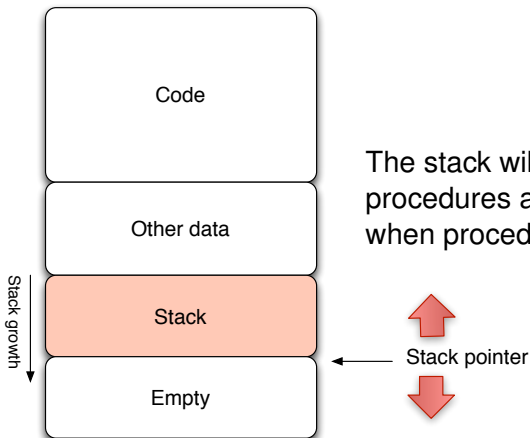 Code
The stack wil
procedures a
when proced
Other data
Stack growth
Stack
Stack pointer
Empty